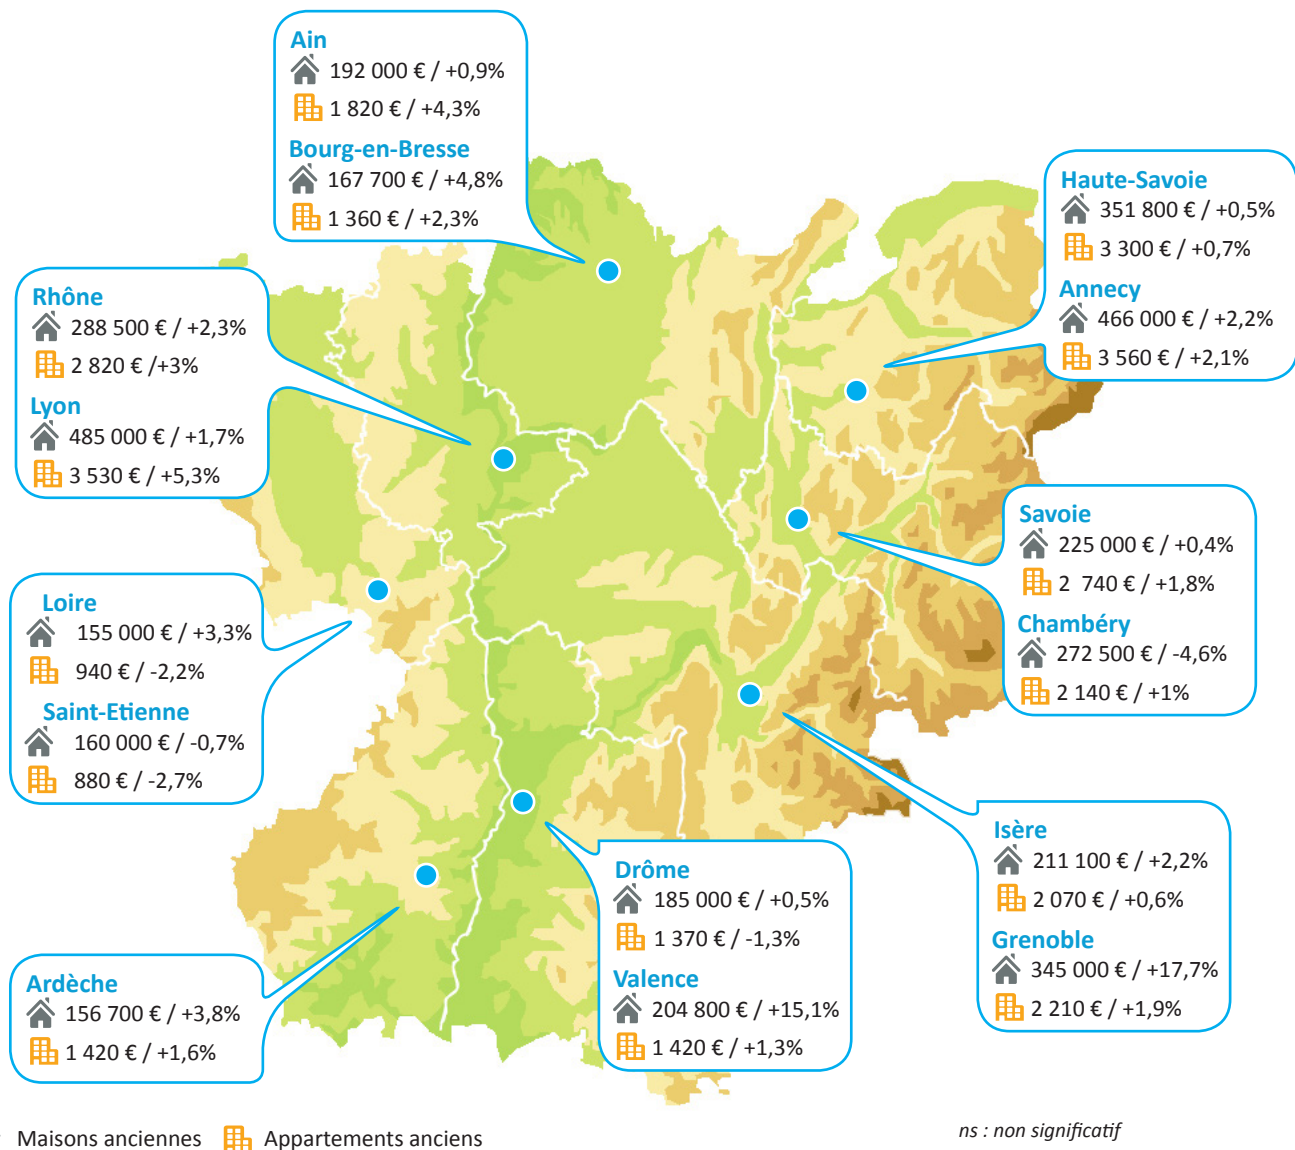 Ain
192 000 € / +0,9%
1 820 € / +4,3%
Bourg-en-Bresse
167 700 € / +4,8%
1 360 € / +2,3%
Haute-Savoie
351 800 € / +0,5%
3 300 € / +0,7%
Annecy
466 000 € / +2,2%
3 560 € / +2,1%
Rhône
288 500 € / +2,3%
2 820 € /+3%
Lyon
485 000 € / +1,7%
3 530 € / +5,3%
Savoie
225 000 € / +0,4%
2 740 € / +1,8%
Chambéry
272 500 € / -4,6%
2 140 € / +1%
Loire
155 000 € / +3,3%
940 € / -2,2%
Saint-Etienne
160 000 € / -0,7%
880 € / -2,7%
Isère
211 100 € / +2,2%
2 070 € / +0,6%
Grenoble
345 000 € / +17,7%
2 210 € / +1,9%
Drôme
185 000 € / +0,5%
1 370 € / -1,3%
Valence
204 800 € / +15,1%
1 420 € / +1,3%
Ardèche
156 700 € / +3,8%
1 420 € / +1,6%
Maisons anciennes Appartements anciens
ns : non significatif